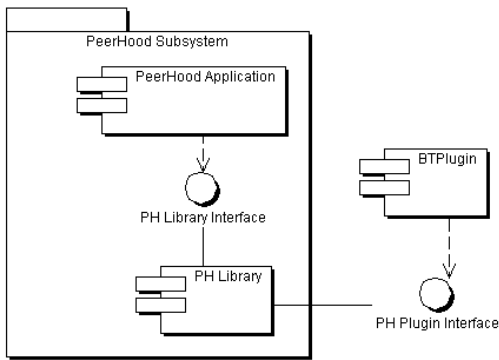 PeerHood Subsystem
PeerHood Application
BTPlugin
PH Library Interface
PH Library
PH Plugin Interface